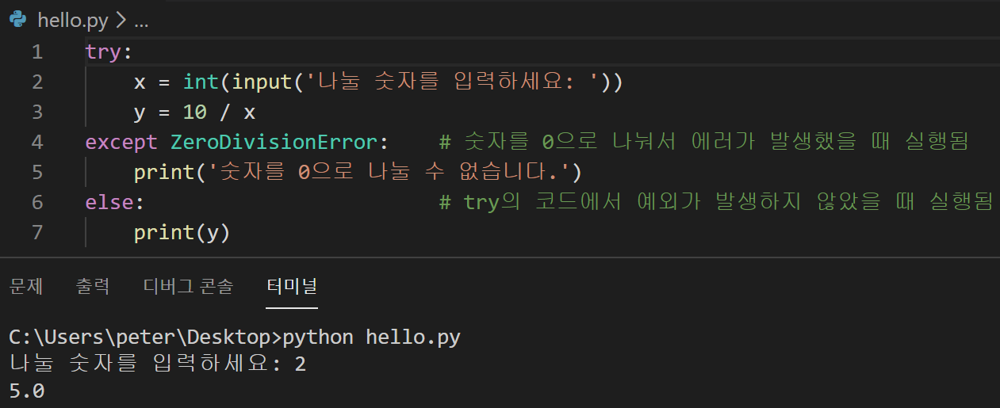 hello.py > ...
1 try:
2     x = int(input('나눌 숫자를 입력하세요: '))
3     y = 10 / x
4 except ZeroDivisionError:    # 숫자를 0으로 나눠서 에러가 발생했을 때 실행됨
5     print('숫자를 0으로 나눌 수 없습니다.')
6 else:                        # try의 코드에서 예외가 발생하지 않았을 때 실행됨
7     print(y)
문제 출력 디버그 콘솔 터미널
C:\Users\peter\Desktop>python hello.py
나눌 숫자를 입력하세요: 2
5.0